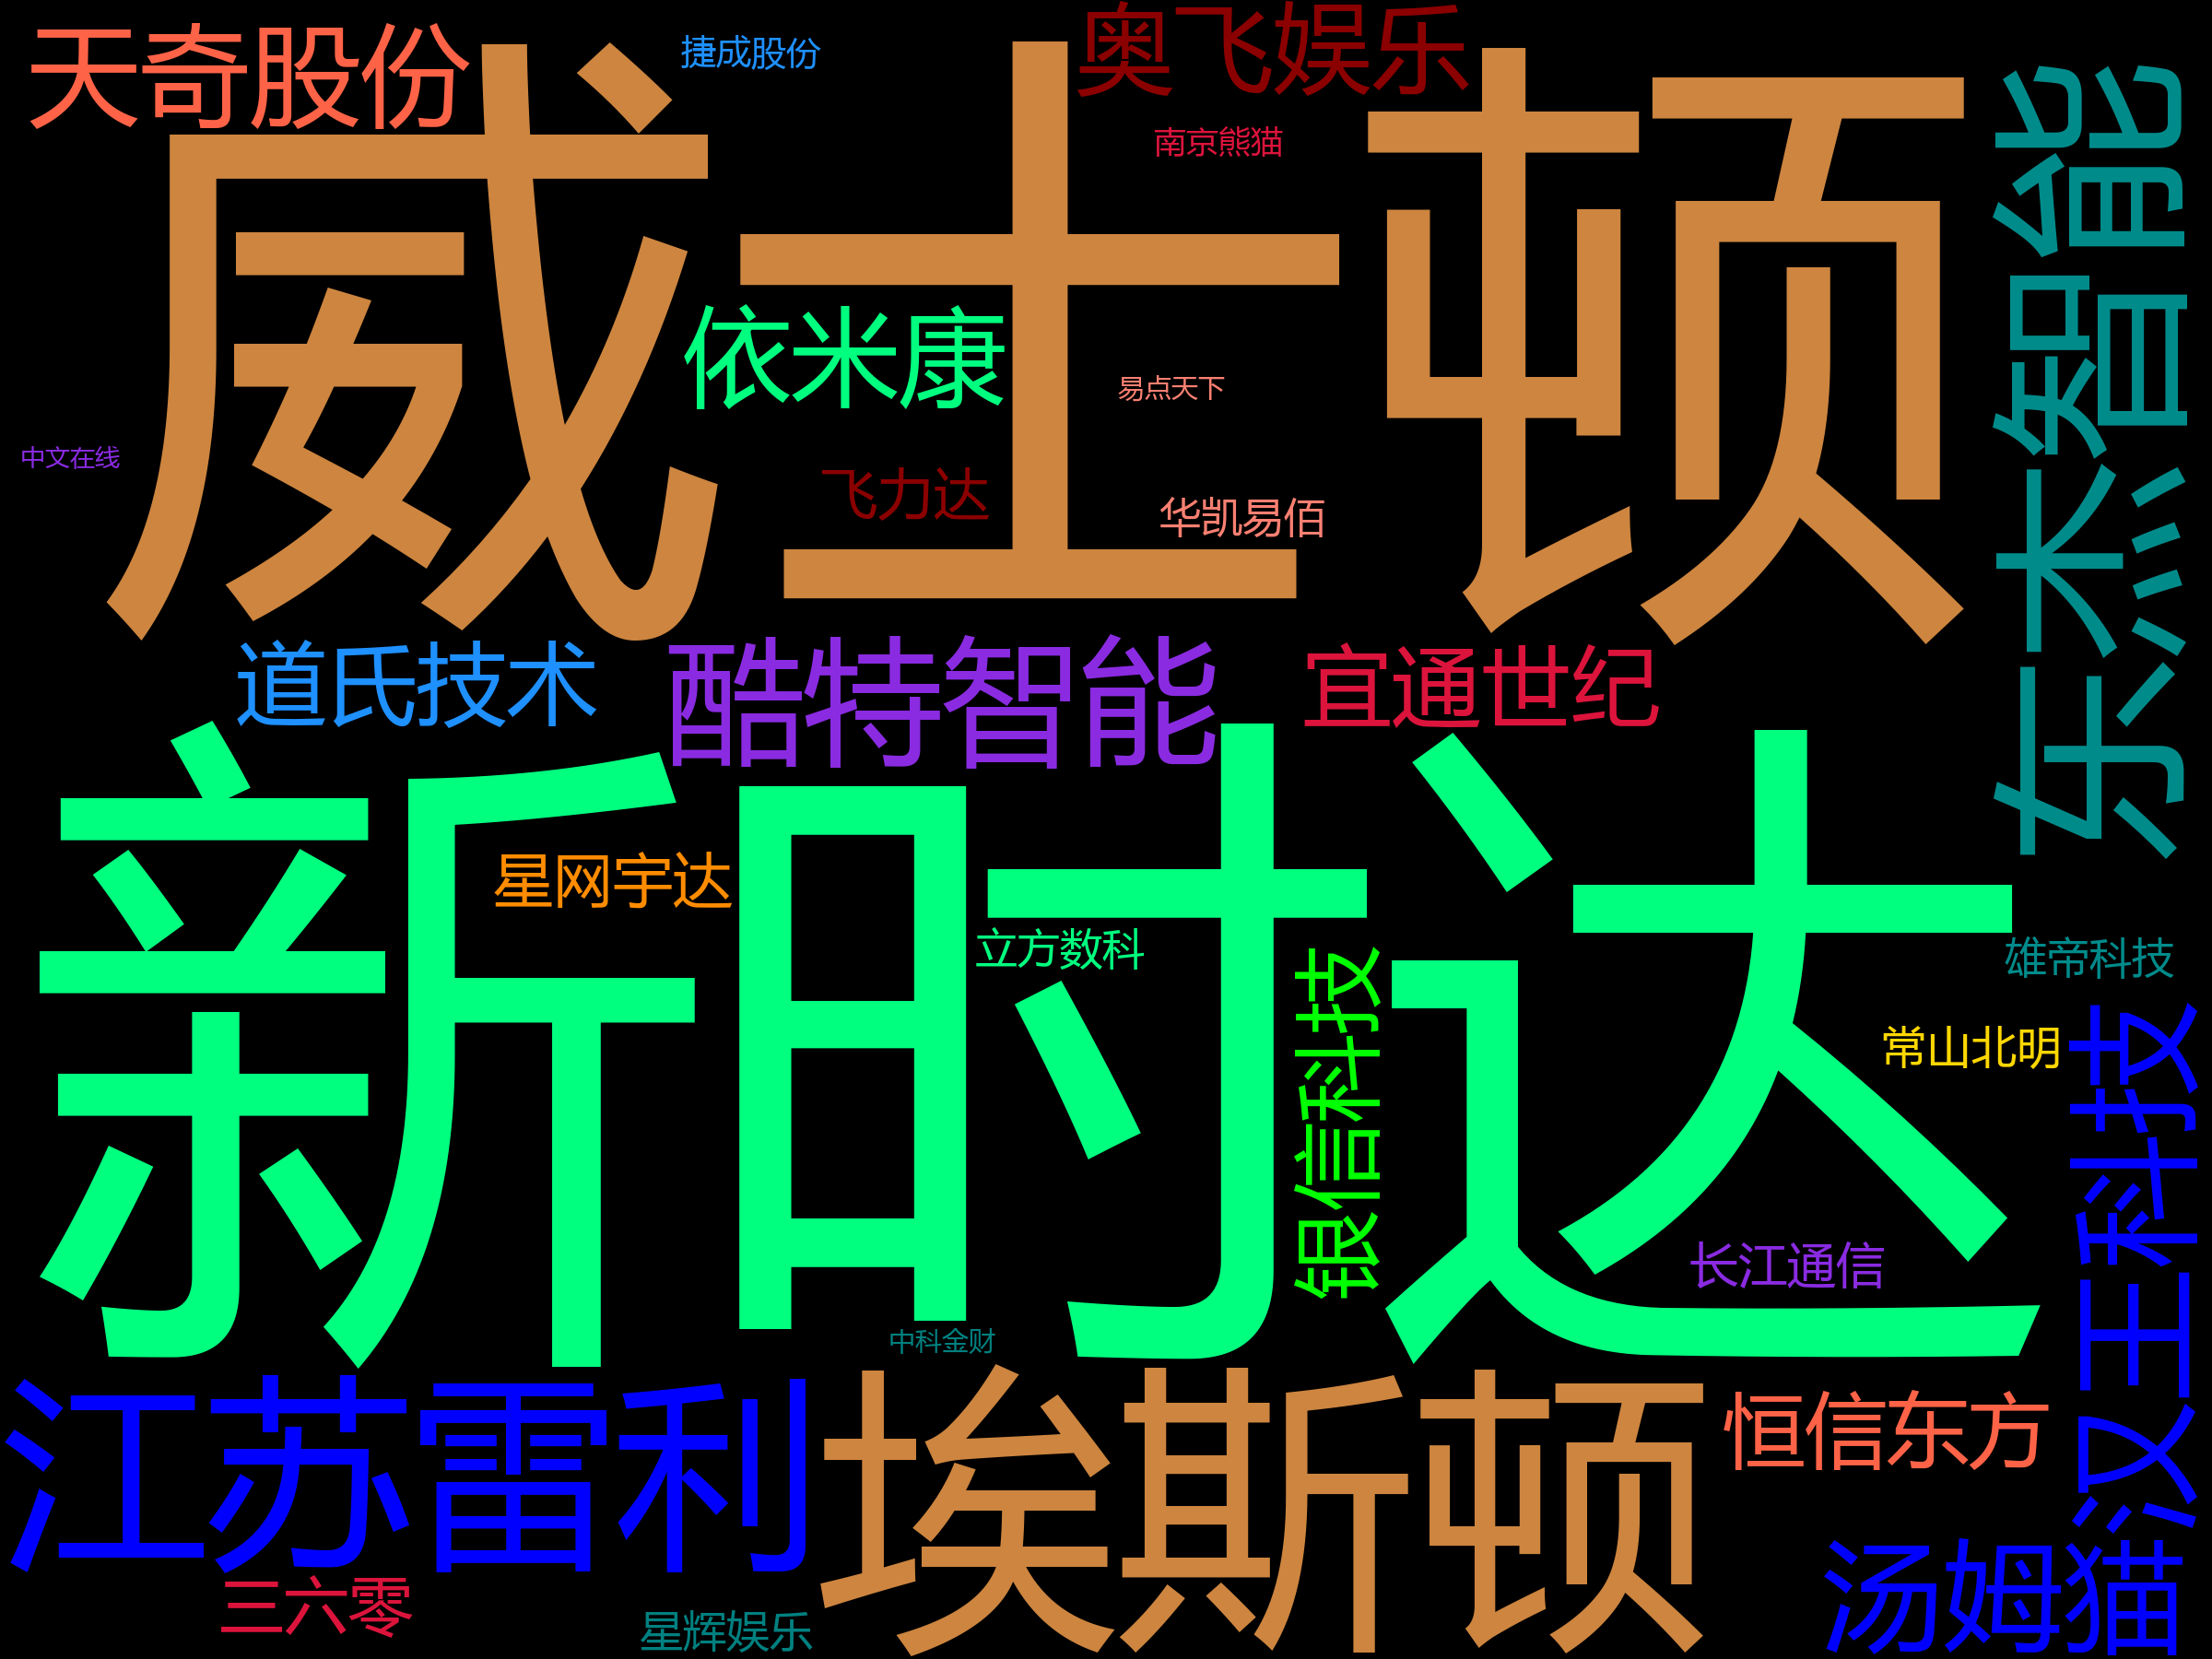 天奇股份
捷成股份
奥飞娱乐
南京熊猫
威士顿
东杰智能
依米康
易点天下
中文在线
飞力达
华凯易佰
道氏技术
酷特智能
宜通世纪
新时达
星网宇达
立方数科
银信科技
雄帝科技
常山北明
汉王科技
长江通信
中科金财
江苏雷利
埃斯顿
恒信东方
三六零
星辉娱乐
汤姆猫